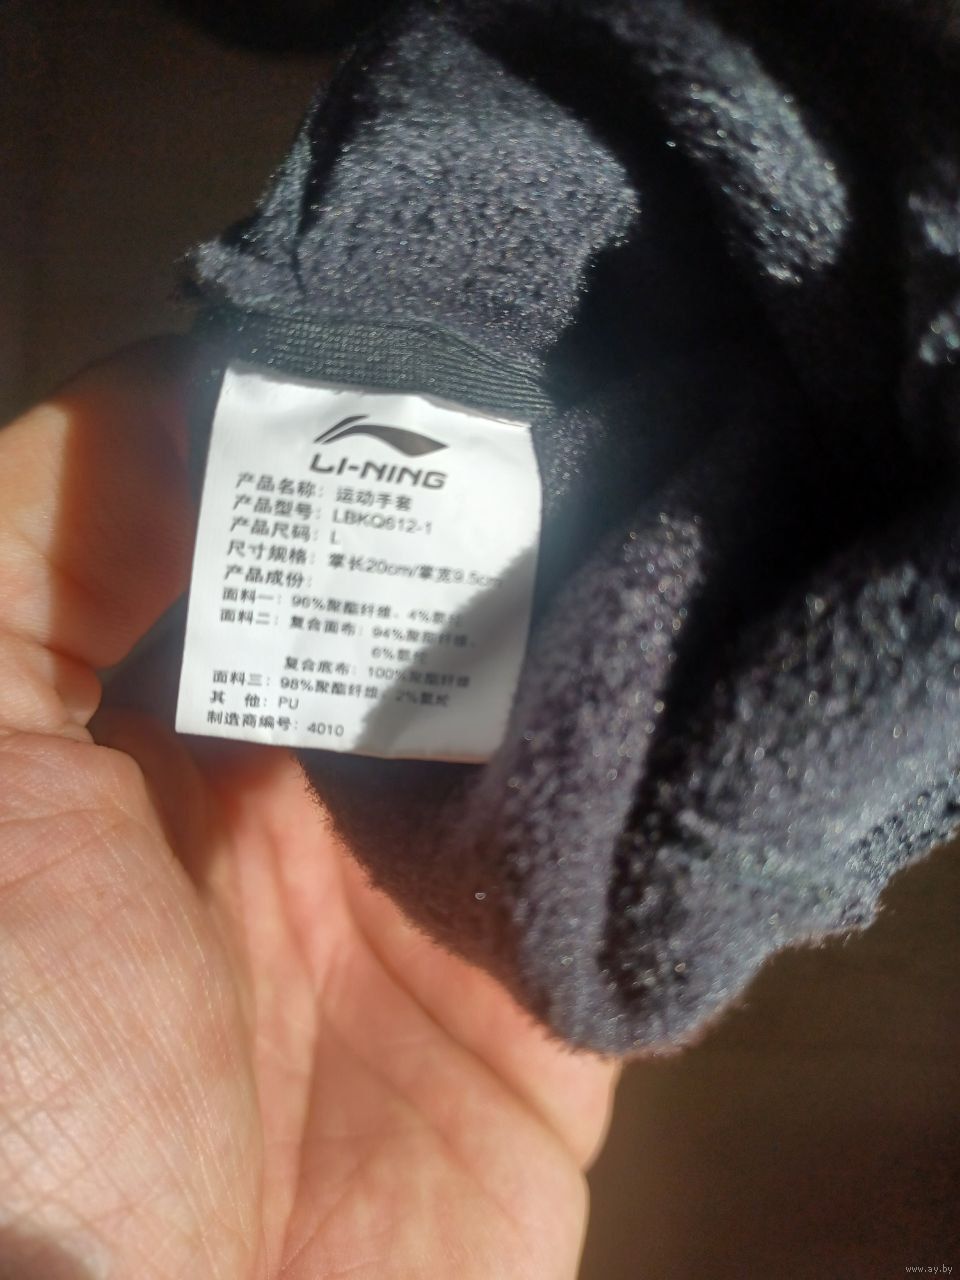 LI-NING
产品名称：运动手套
产品型号：LBKQ612-1
产品尺码：L
尺寸规格：掌长20cm/掌宽9.5cm
产品成份：
面料一：96%聚酯纤维、4%氨纶
面料二：复合面布：94%聚酯纤维、
6%氨纶
复合底布：100%聚酯纤维
面料三：98%聚酯纤维、2%氨纶
其 他：PU
制造商编号：4010
www.ay.by